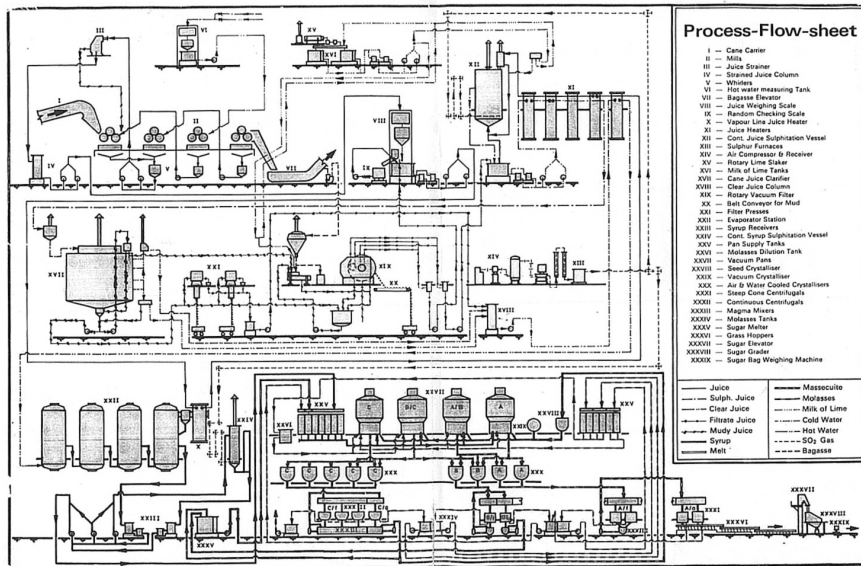 Process-Flow-sheet
I — Cane Carrier
II — Mills
III — Juice Strainer
IV — Strained Juice Column
V — Whirlers
VI — Hot water measuring Tank
VII — Bagasse Elevator
VIII — Juice Weighing Scale
IX — Random Checking Scale
X — Vapour Line Juice Heater
XI — Juice Heaters
XII — Cont. Juice Sulphitation Vessel
XIII — Sulphur Furnaces
XIV — Air Compressor & Receiver
XV — Rotary Lime Slaker
XVI — Milk of Lime Tanks
XVII — Cane Juice Clarifier
XVIII — Clear Juice Column
XIX — Rotary Vacuum Filter
XX — Belt Conveyor for Mud
XXI — Filter Presses
XXII — Evaporator Station
XXIII — Syrup Receivers
XXIV — Cont. Syrup Sulphitation Vessel
XXV — Pan Supply Tanks
XXVI — Molasses Dilution Tank
XXVII — Vacuum Pans
XXVIII — Seed Crystalliser
XXIX — Vacuum Crystalliser
XXX — Air & Water Cooled Crystallisers
XXXI — Steep Cone Centrifugals
XXXII — Continuous Centrifugals
XXXIII — Magma Mixers
XXXIV — Molasses Tanks
XXXV — Sugar Melter
XXXVI — Grass Hoppers
XXXVII — Sugar Elevator
XXXVIII — Sugar Grader
XXXIX — Sugar Bag Weighing Machine
Juice
Sulph. Juice
Clear Juice
Filtrate Juice
Mudy Juice
Syrup
Melt
Massecuite
Molasses
Milk of Lime
Cold Water
Hot Water
SO₂ Gas
Bagasse
III
VI
XV
XVI
XII
XI
I
II
VIII
IV
V
VII
IX
XVII
XXI
XIX
XX
XIV
XIII
XVIII
XXII
X
XXIV
XXV
XXVII
C
B/C
A/B
A
XXVI
XXIX
XXVIII
XXV
XXX
XXX
XXIII
XXXV
XXXIV
XXXI
XXXVI
XXXVII
XXXVIII
XXXIX